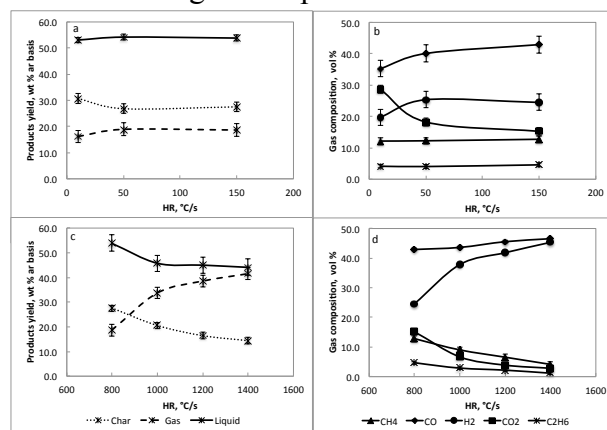 a
Products yield, wt % ar basis
60.0
50.0
40.0
30.0
20.0
10.0
0.0
0 50 100 150 200
HR, °C/s
b
Gas composition, vol %
50.0
40.0
30.0
20.0
10.0
0.0
0 50 100 150 200
HR, °C/s
c
Products yield, wt % ar basis
60.0
50.0
40.0
30.0
20.0
10.0
0.0
600 800 1000 1200 1400 1600
HR, °C/s
Char Gas Liquid
d
Gas composition, vol %
50.0
40.0
30.0
20.0
10.0
0.0
600 800 1000 1200 1400 1600
HR, °C/s
CH4 CO H2 CO2 C2H6